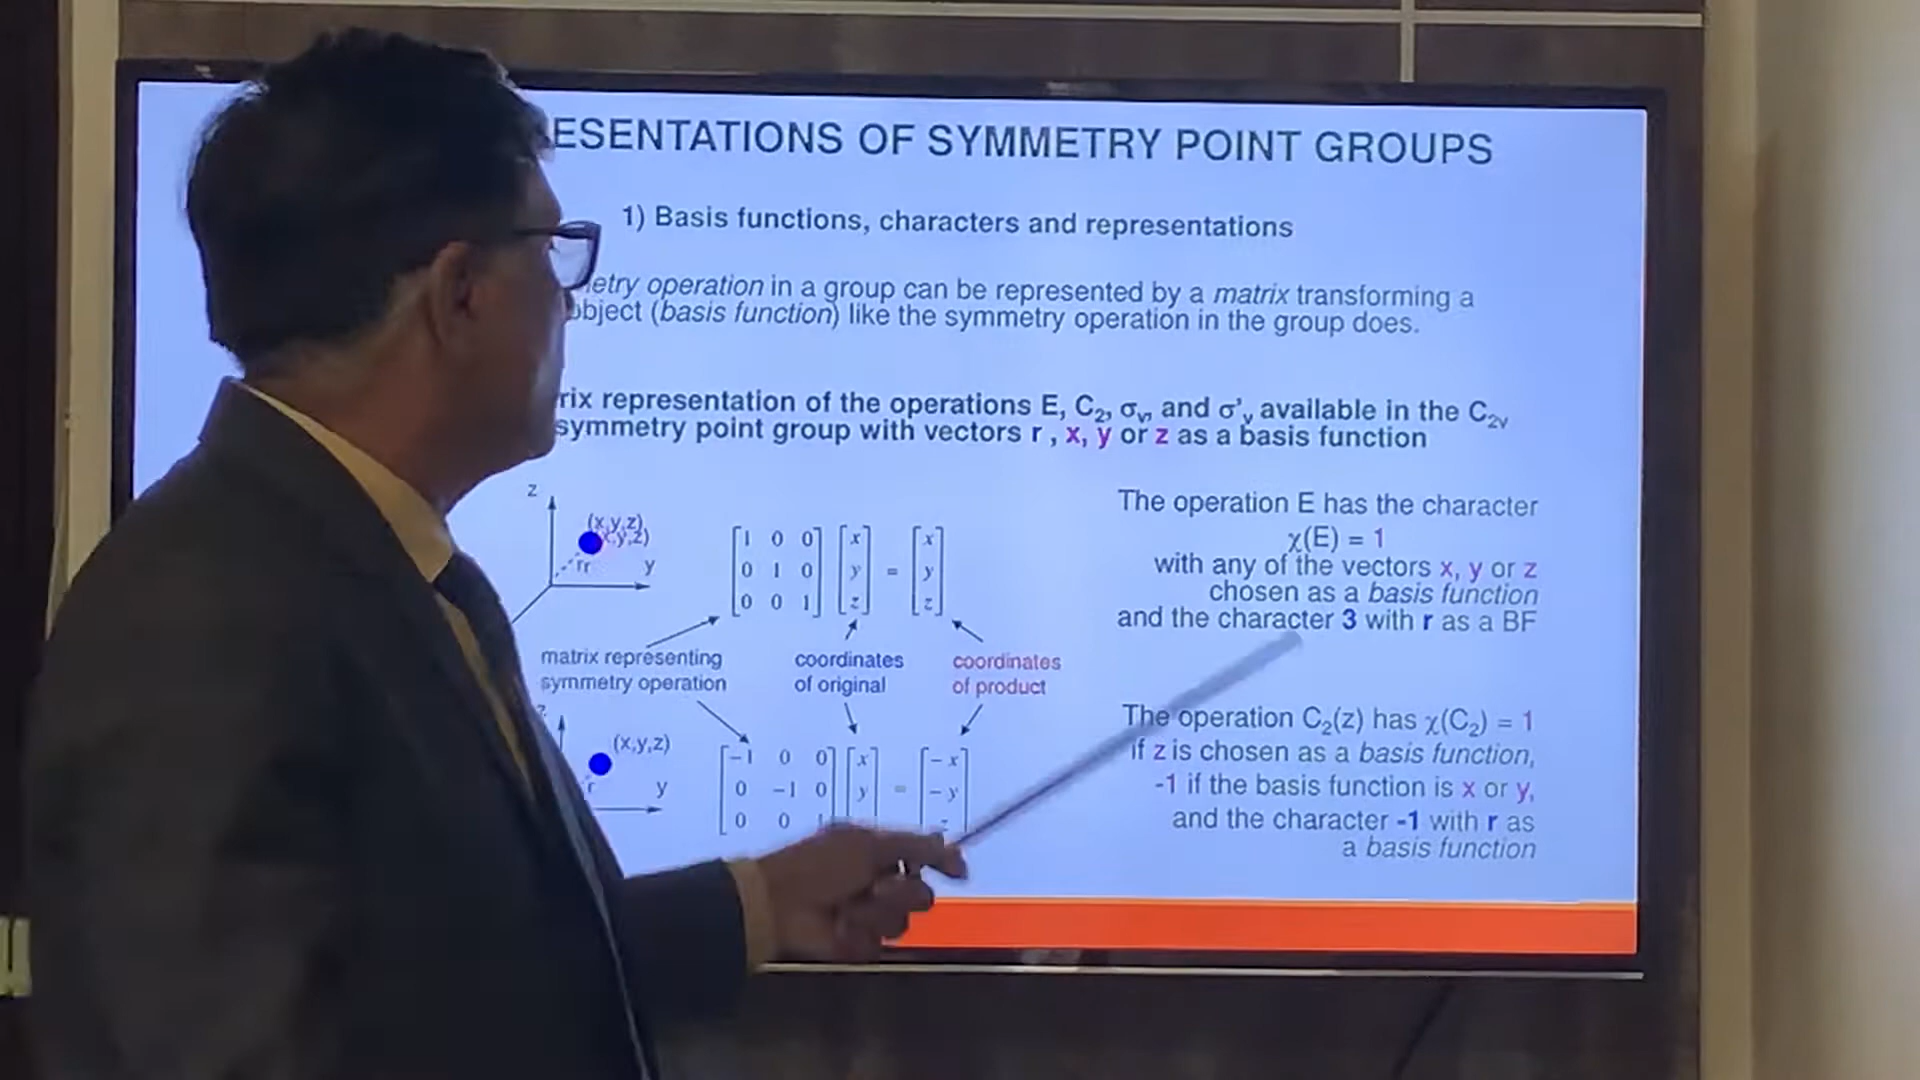 ESENTATIONS OF SYMMETRY POINT GROUPS
1) Basis functions, characters and representations
etry operation in a group can be represented by a matrix transforming a
object (basis function) like the symmetry operation in the group does.
rix representation of the operations E, C₂, σᵥ, and σ'ᵥ available in the C₂ᵥ
symmetry point group with vectors r , x, y or z as a basis function
z
(x,y,z)
r
y
1 0 0 x x
0 1 0 y = y
0 0 1 z z
The operation E has the character
χ(E) = 1
with any of the vectors x, y or z
chosen as a basis function
and the character 3 with r as a BF
matrix representing
symmetry operation
coordinates
of original
coordinates
of product
z
(x,y,z)
r
y
-1 0 0 x -x
0 -1 0 y = -y
0 0
The operation C₂(z) has χ(C₂) = 1
if z is chosen as a basis function,
-1 if the basis function is x or y,
and the character -1 with r as
a basis function